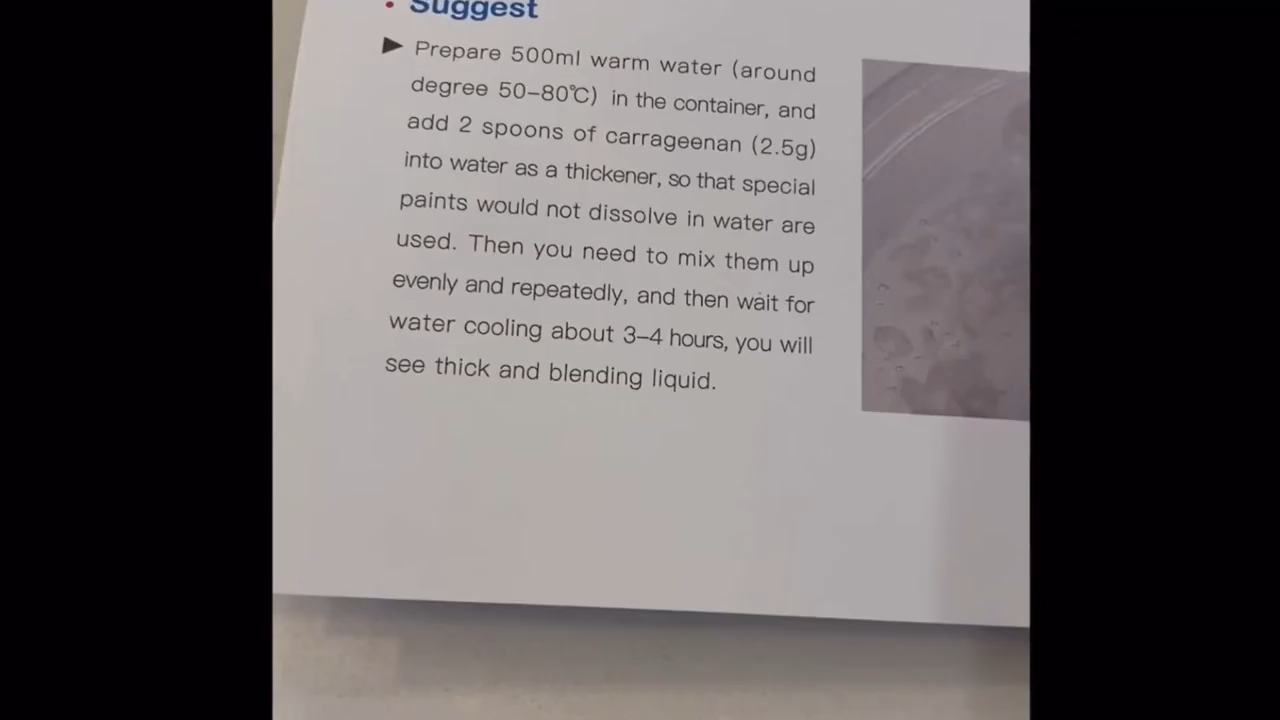 • Suggest
▶ Prepare 500ml warm water (around
degree 50–80℃) in the container, and
add 2 spoons of carrageenan (2.5g)
into water as a thickener, so that special
paints would not dissolve in water are
used. Then you need to mix them up
evenly and repeatedly, and then wait for
water cooling about 3–4 hours, you will
see thick and blending liquid.